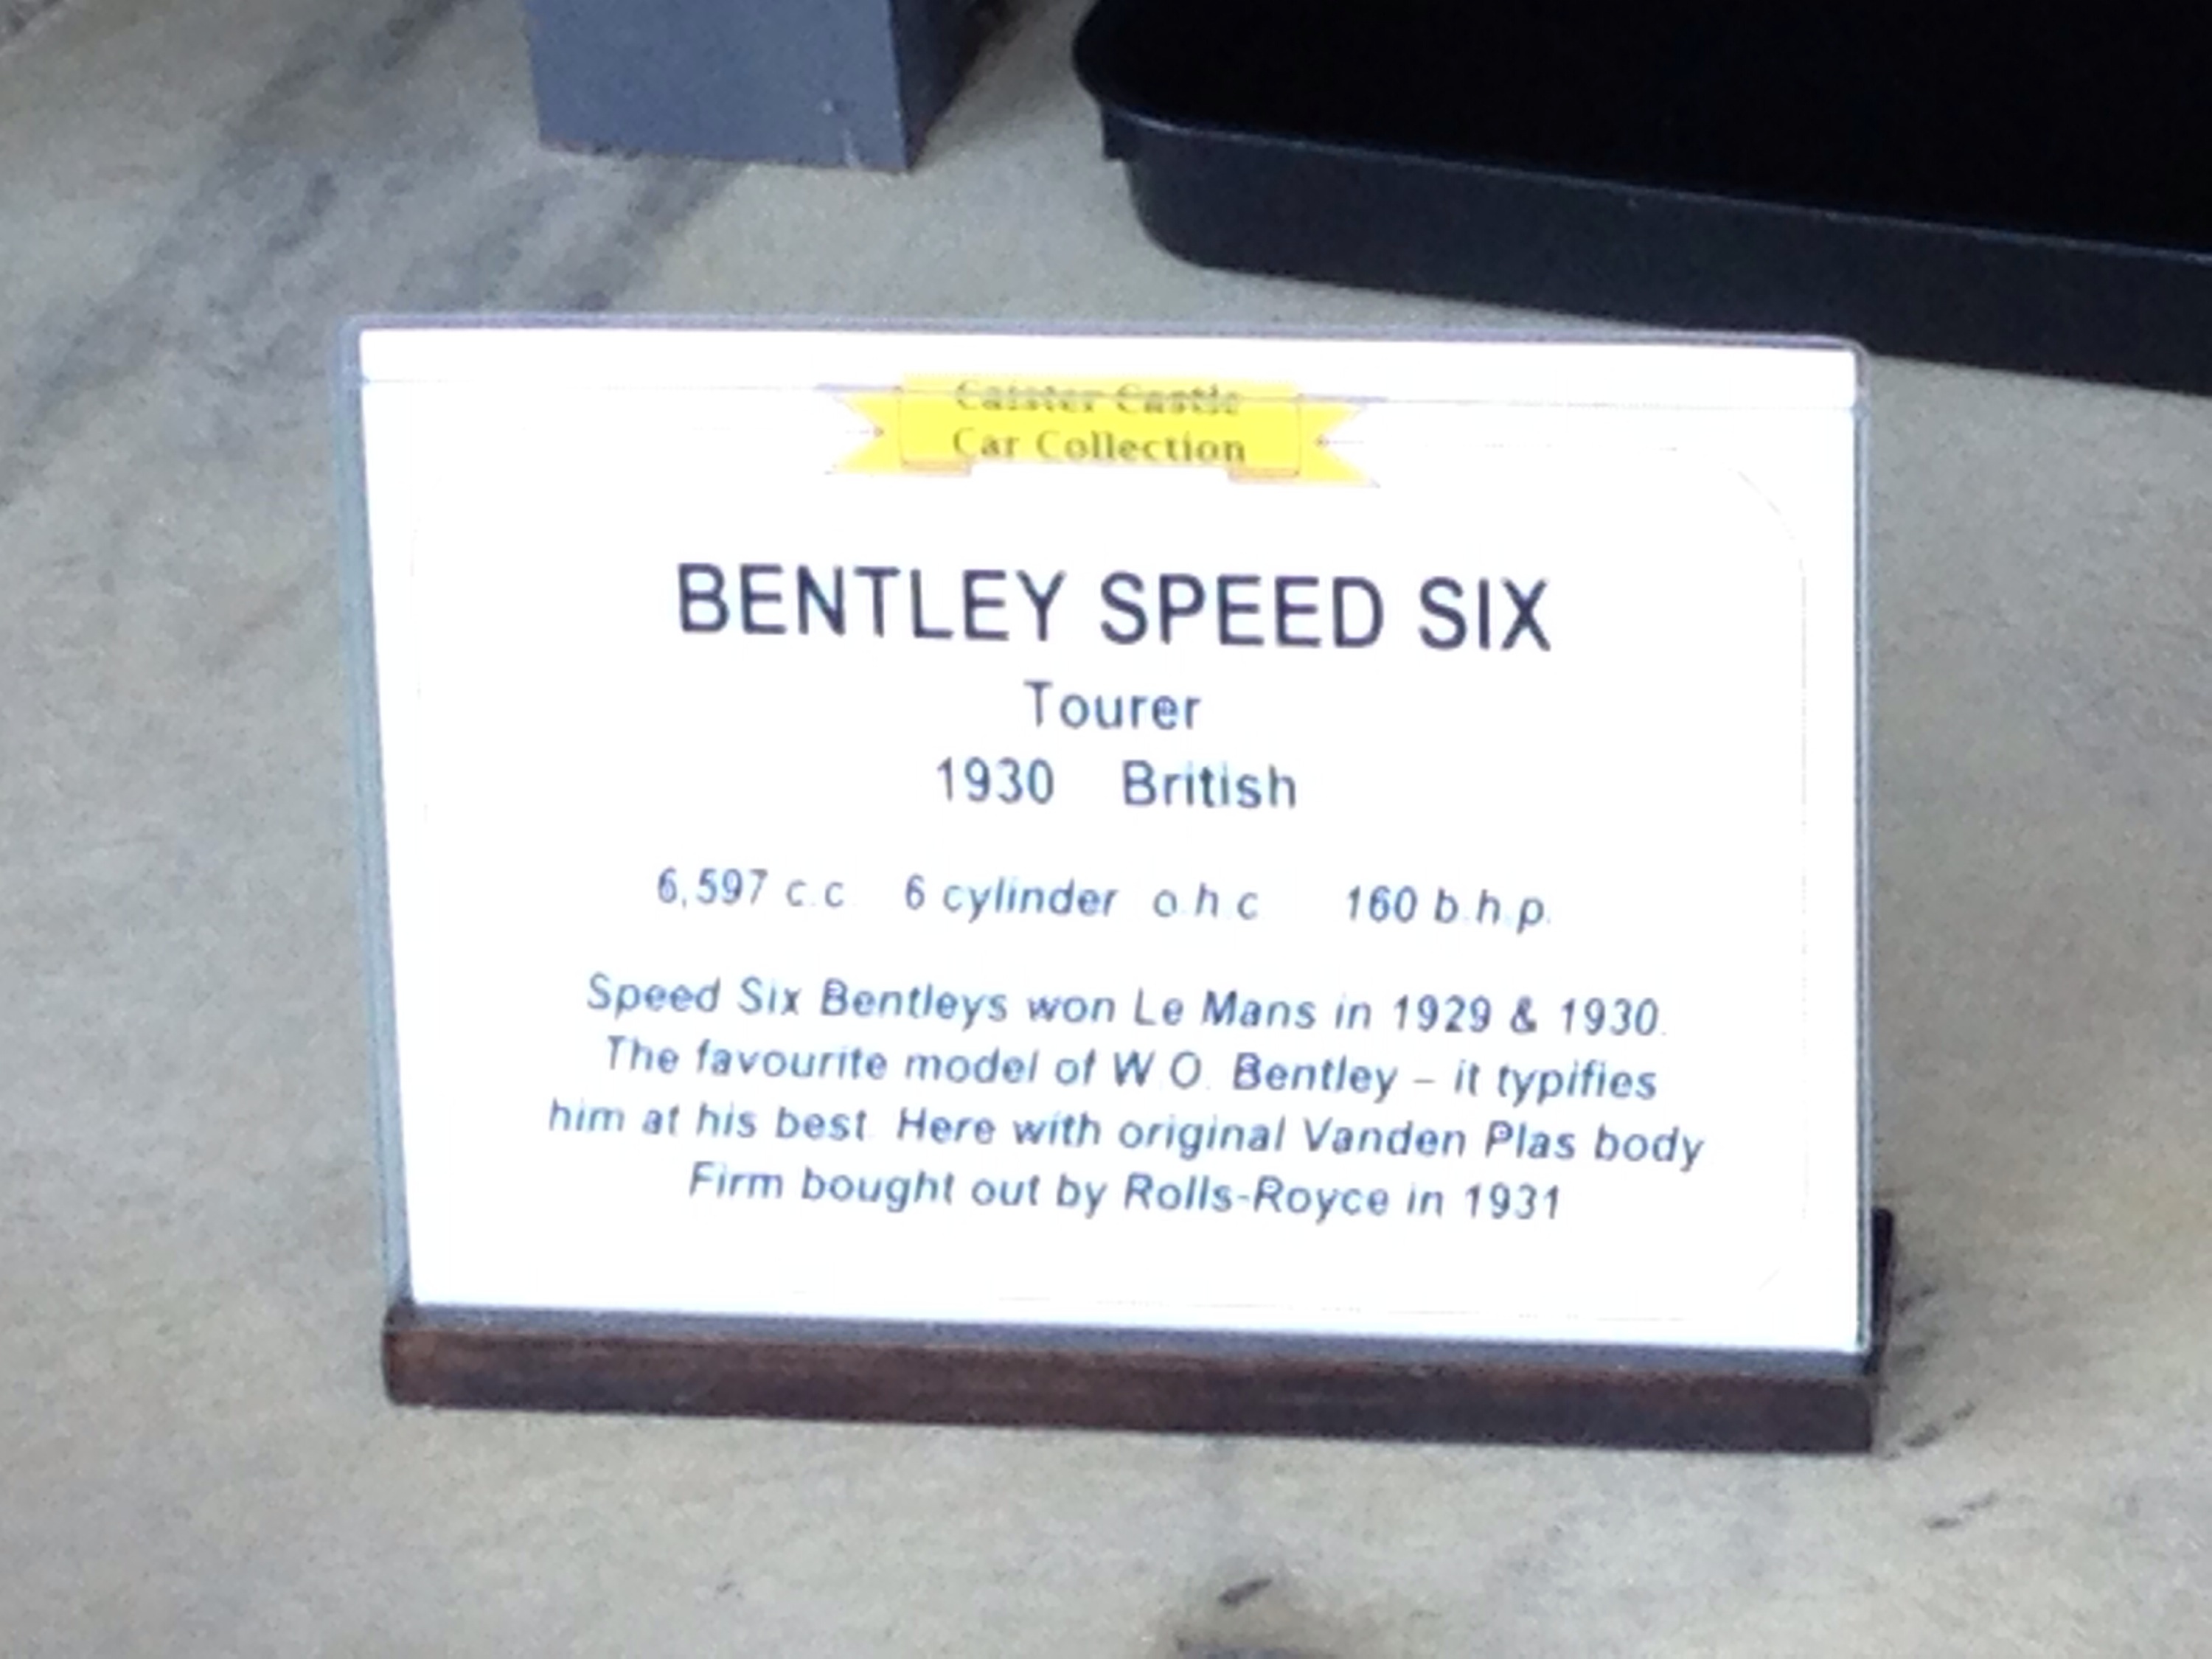 Caister Castle
Car Collection
BENTLEY SPEED SIX
Tourer
1930 British
6,597 c.c. 6 cylinder o.h.c. 160 b.h.p.
Speed Six Bentleys won Le Mans in 1929 & 1930.
The favourite model of W.O. Bentley – it typifies
him at his best. Here with original Vanden Plas body
Firm bought out by Rolls-Royce in 1931